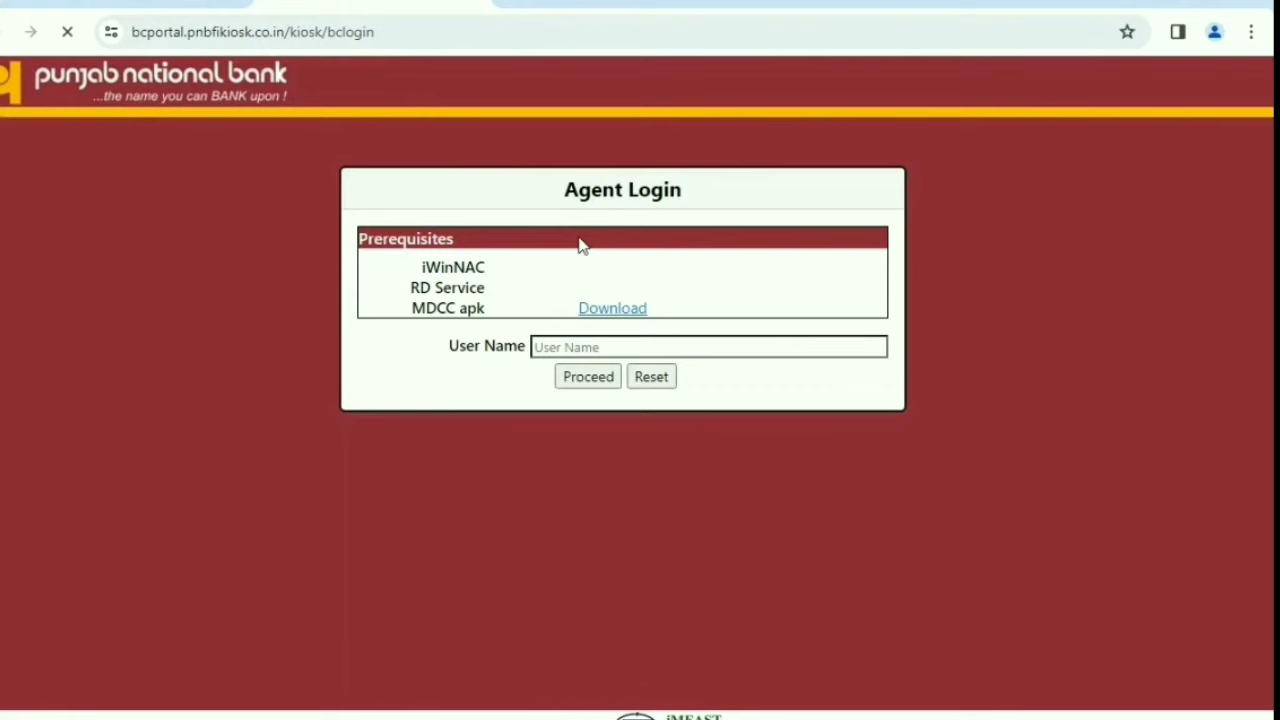 bcportal.pnbfikiosk.co.in/kiosk/bclogin
punjab national bank
...the name you can BANK upon !
Agent Login
Prerequisites
iWinNAC
RD Service
MDCC apk Download
User Name User Name
Proceed Reset